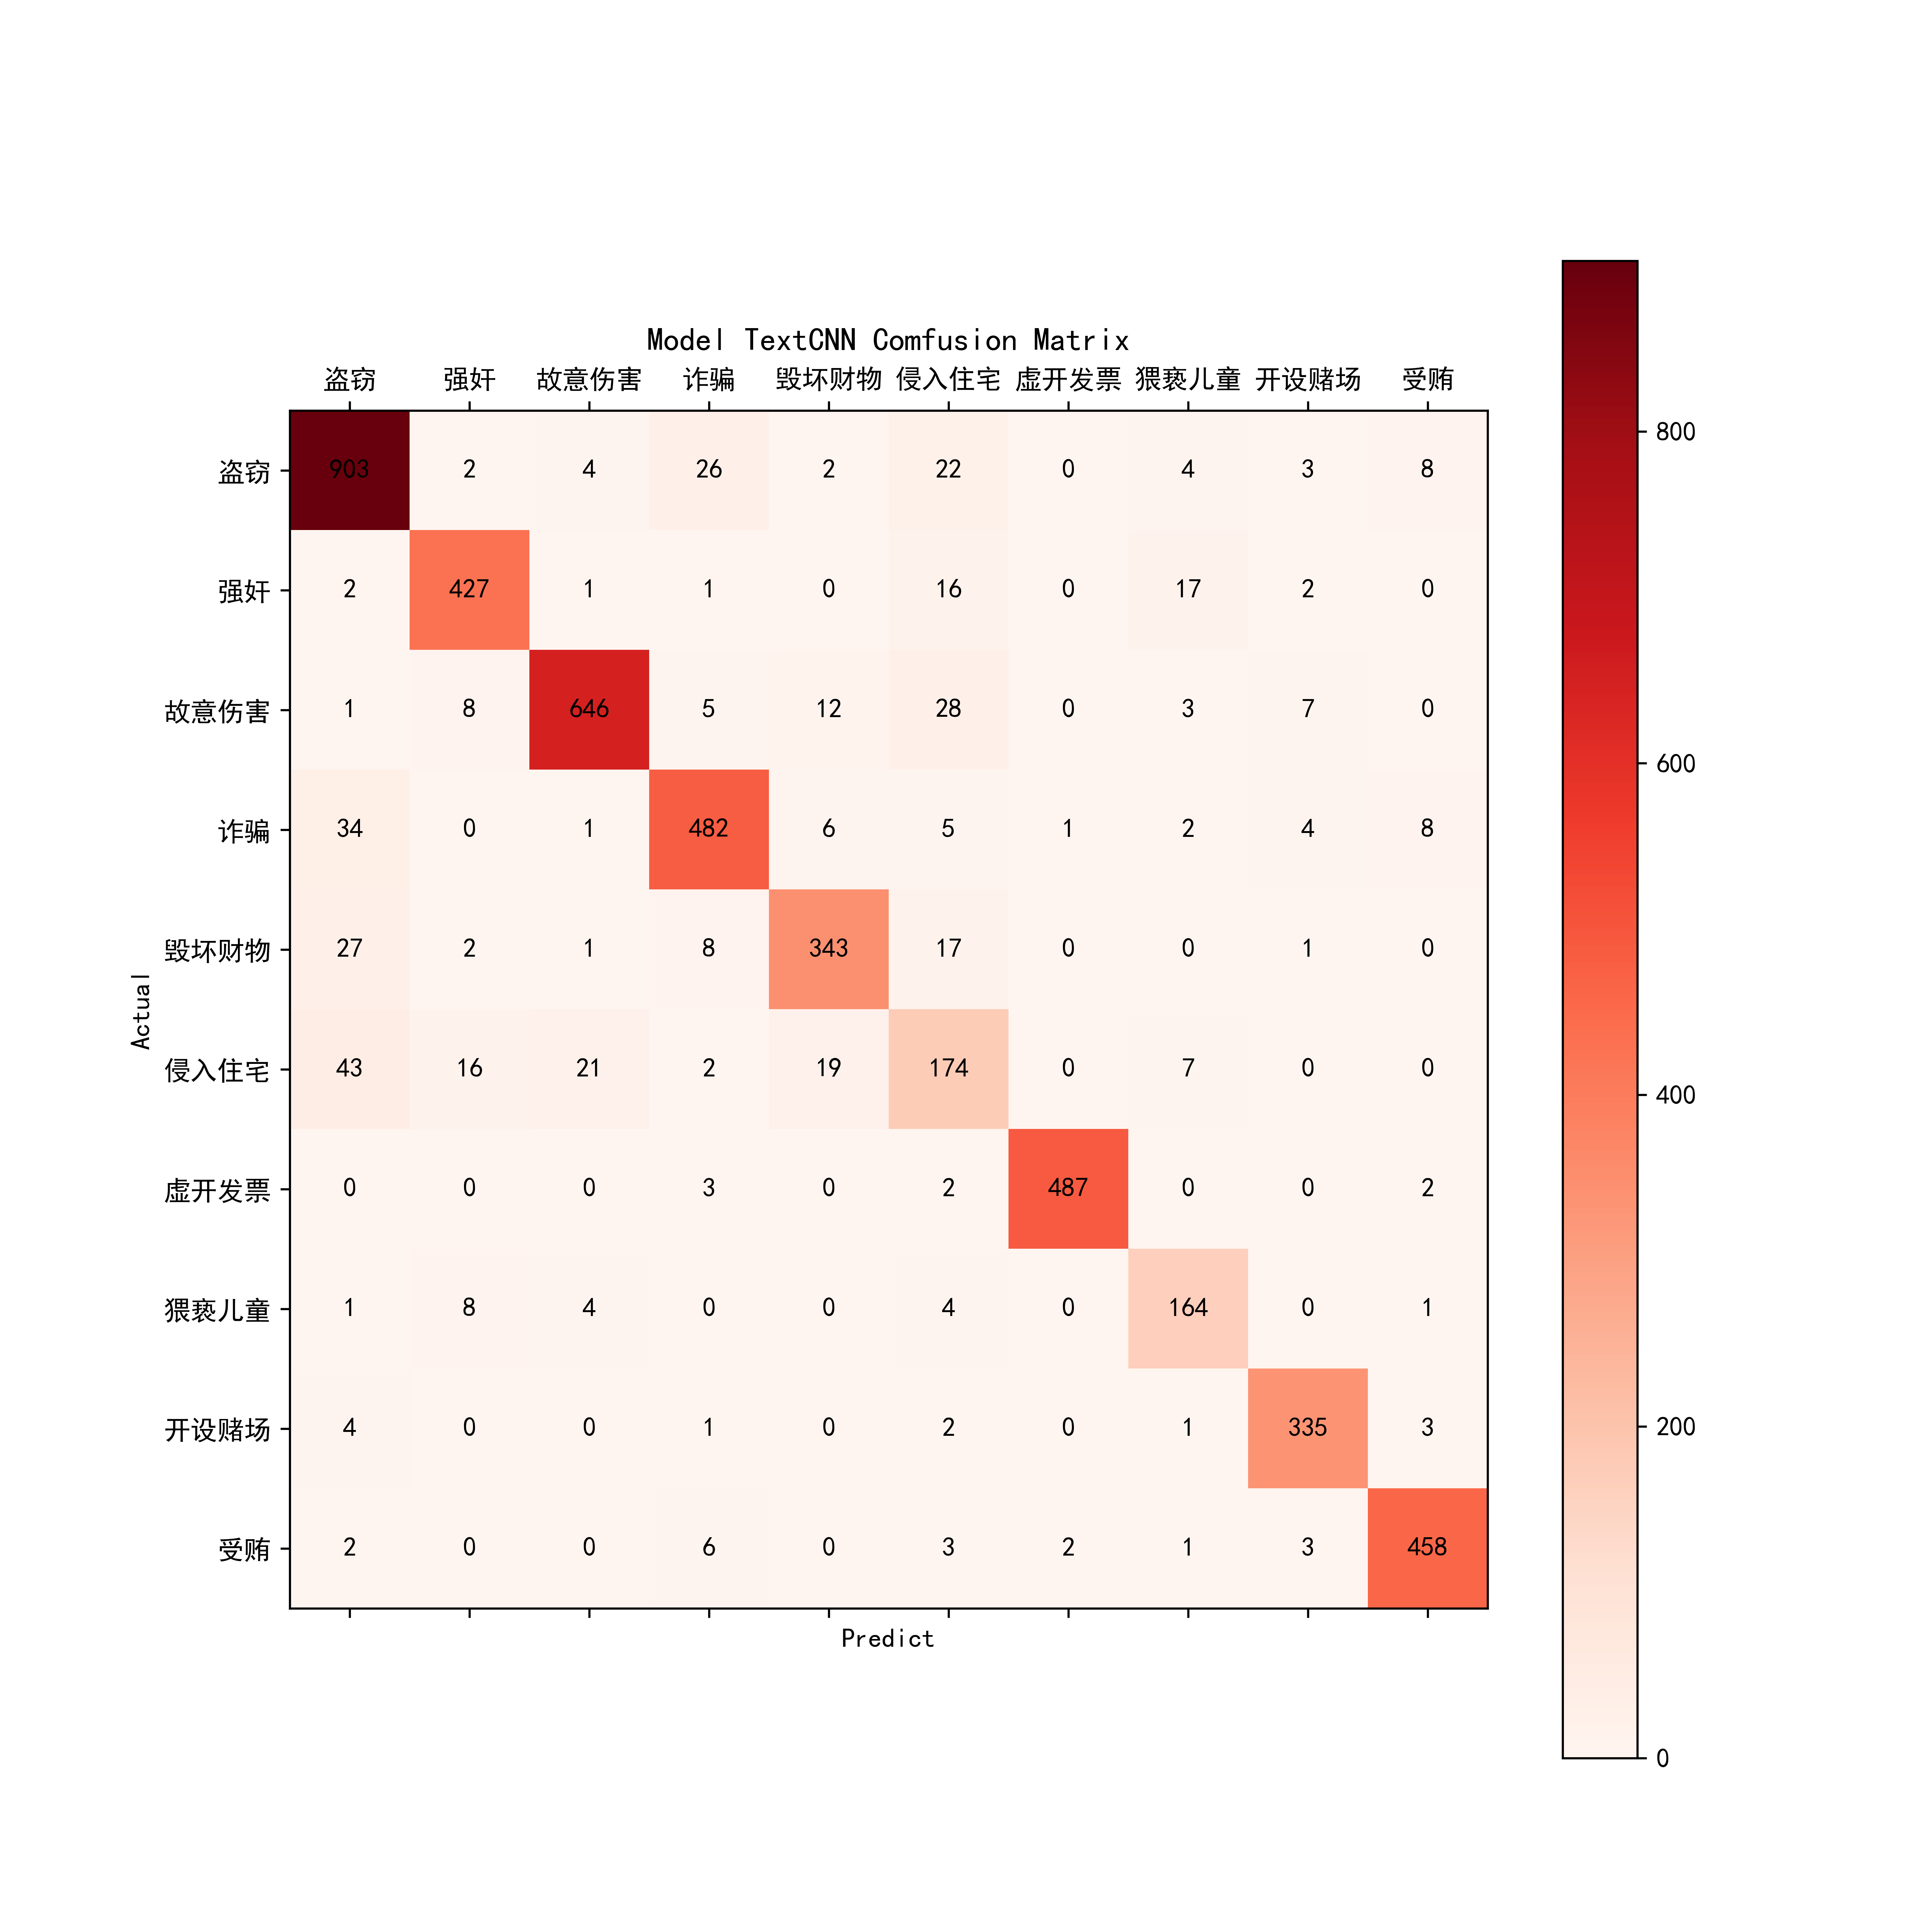 Model TextCNN Comfusion Matrix
盗窃 强奸 故意伤害 诈骗 毁坏财物 侵入住宅 虚开发票 猥亵儿童 开设赌场 受贿
盗窃 903 2 4 26 2 22 0 4 3 8
强奸 2 427 1 1 0 16 0 17 2 0
故意伤害 1 8 646 5 12 28 0 3 7 0
诈骗 34 0 1 482 6 5 1 2 4 8
毁坏财物 27 2 1 8 343 17 0 0 1 0
侵入住宅 43 16 21 2 19 174 0 7 0 0
虚开发票 0 0 0 3 0 2 487 0 0 2
猥亵儿童 1 8 4 0 0 4 0 164 0 1
开设赌场 4 0 0 1 0 2 0 1 335 3
受贿 2 0 0 6 0 3 2 1 3 458
Actual
Predict
800
600
400
200
0